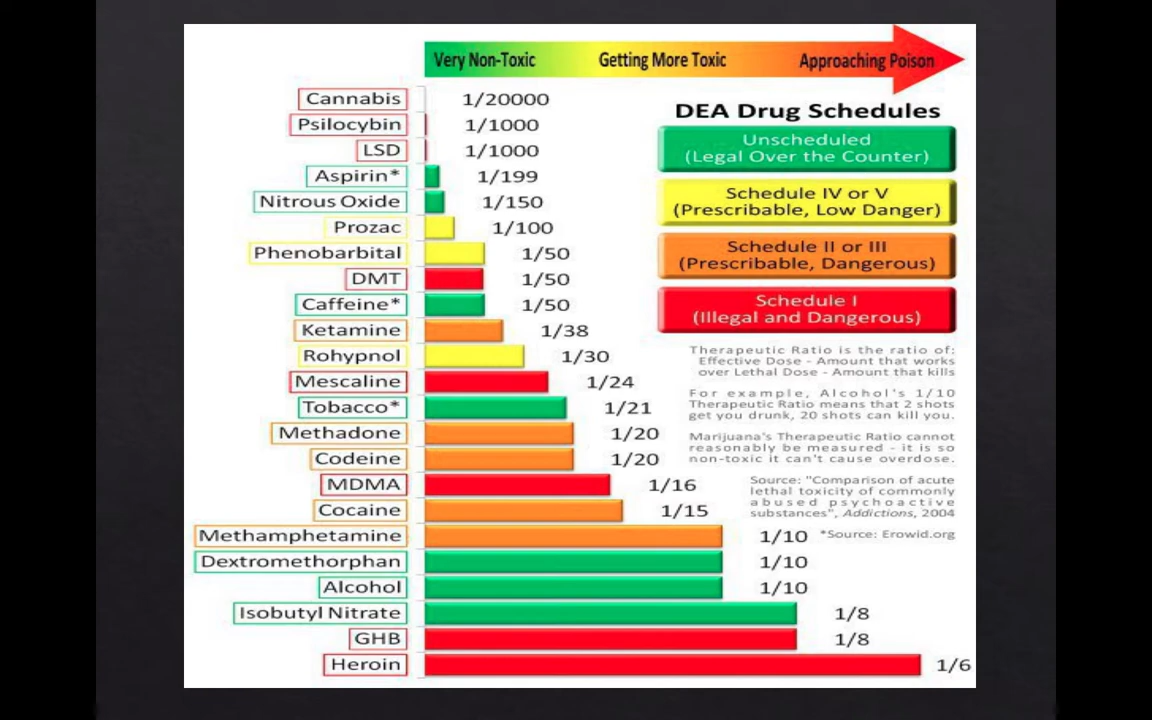 Very Non-Toxic Getting More Toxic Approaching Poison
Cannabis 1/20000
Psilocybin 1/1000
LSD 1/1000
Aspirin* 1/199
Nitrous Oxide 1/150
Prozac 1/100
Phenobarbital 1/50
DMT 1/50
Caffeine* 1/50
Ketamine 1/38
Rohypnol 1/30
Mescaline 1/24
Tobacco* 1/21
Methadone 1/20
Codeine 1/20
MDMA 1/16
Cocaine 1/15
Methamphetamine 1/10
Dextromethorphan 1/10
Alcohol 1/10
Isobutyl Nitrate 1/8
GHB 1/8
Heroin 1/6
DEA Drug Schedules
Unscheduled
(Legal Over the Counter)
Schedule IV or V
(Prescribable, Low Danger)
Schedule II or III
(Prescribable, Dangerous)
Schedule I
(Illegal and Dangerous)
Therapeutic Ratio is the ratio of:
Effective Dose - Amount that works
over Lethal Dose - Amount that kills
For example, Alcohol's 1/10
Therapeutic Ratio means that 2 shots
get you drunk, 20 shots can kill you.
Marijuana's Therapeutic Ratio cannot
reasonably be measured - it is so
non-toxic it can't cause overdose.
Source: "Comparison of acute
lethal toxicity of commonly
abused psychoactive
substances", Addictions, 2004
*Source: Erowid.org